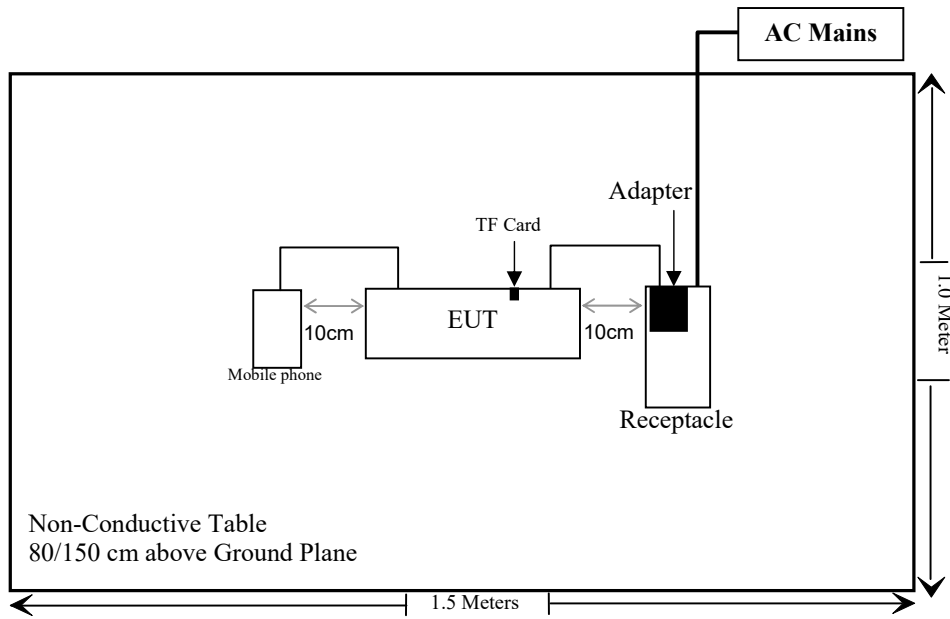 AC Mains
Adapter
TF Card
EUT
10cm
10cm
Mobile phone
Receptacle
1.0 Meter
Non-Conductive Table
80/150 cm above Ground Plane
1.5 Meters